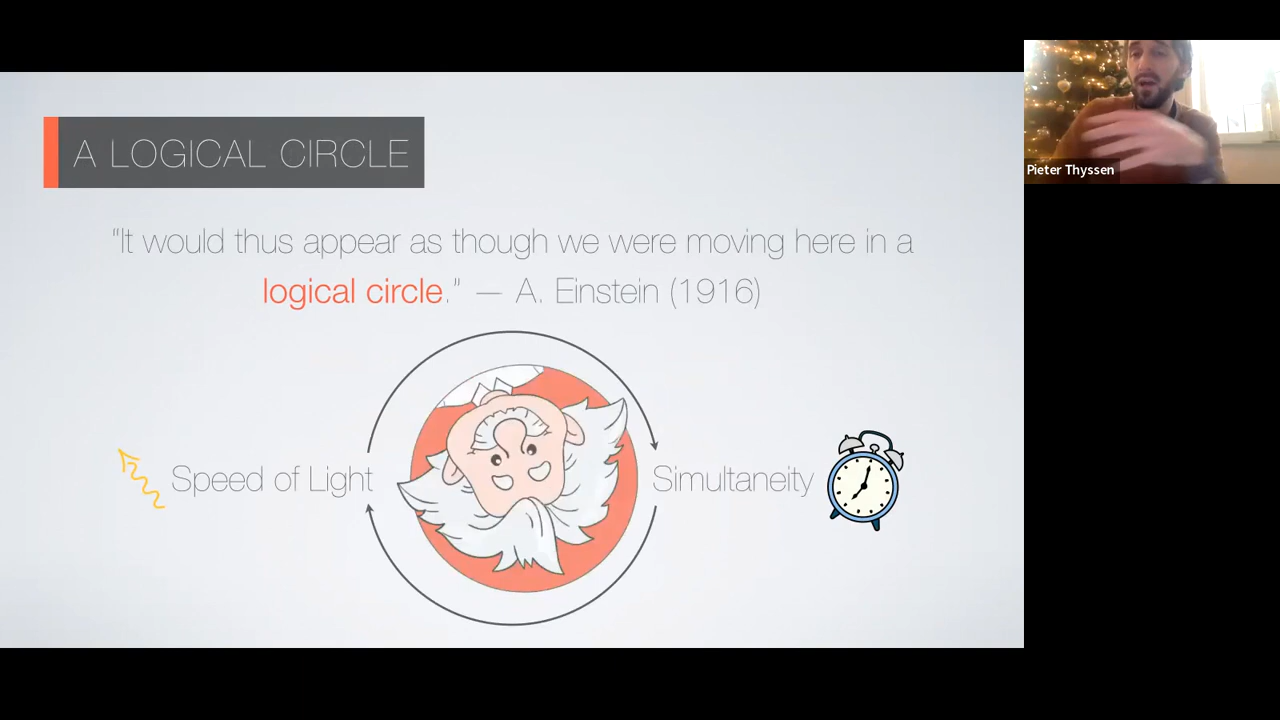 A LOGICAL CIRCLE
"It would thus appear as though we were moving here in a
logical circle." — A. Einstein (1916)
Speed of Light
Simultaneity
Pieter Thyssen